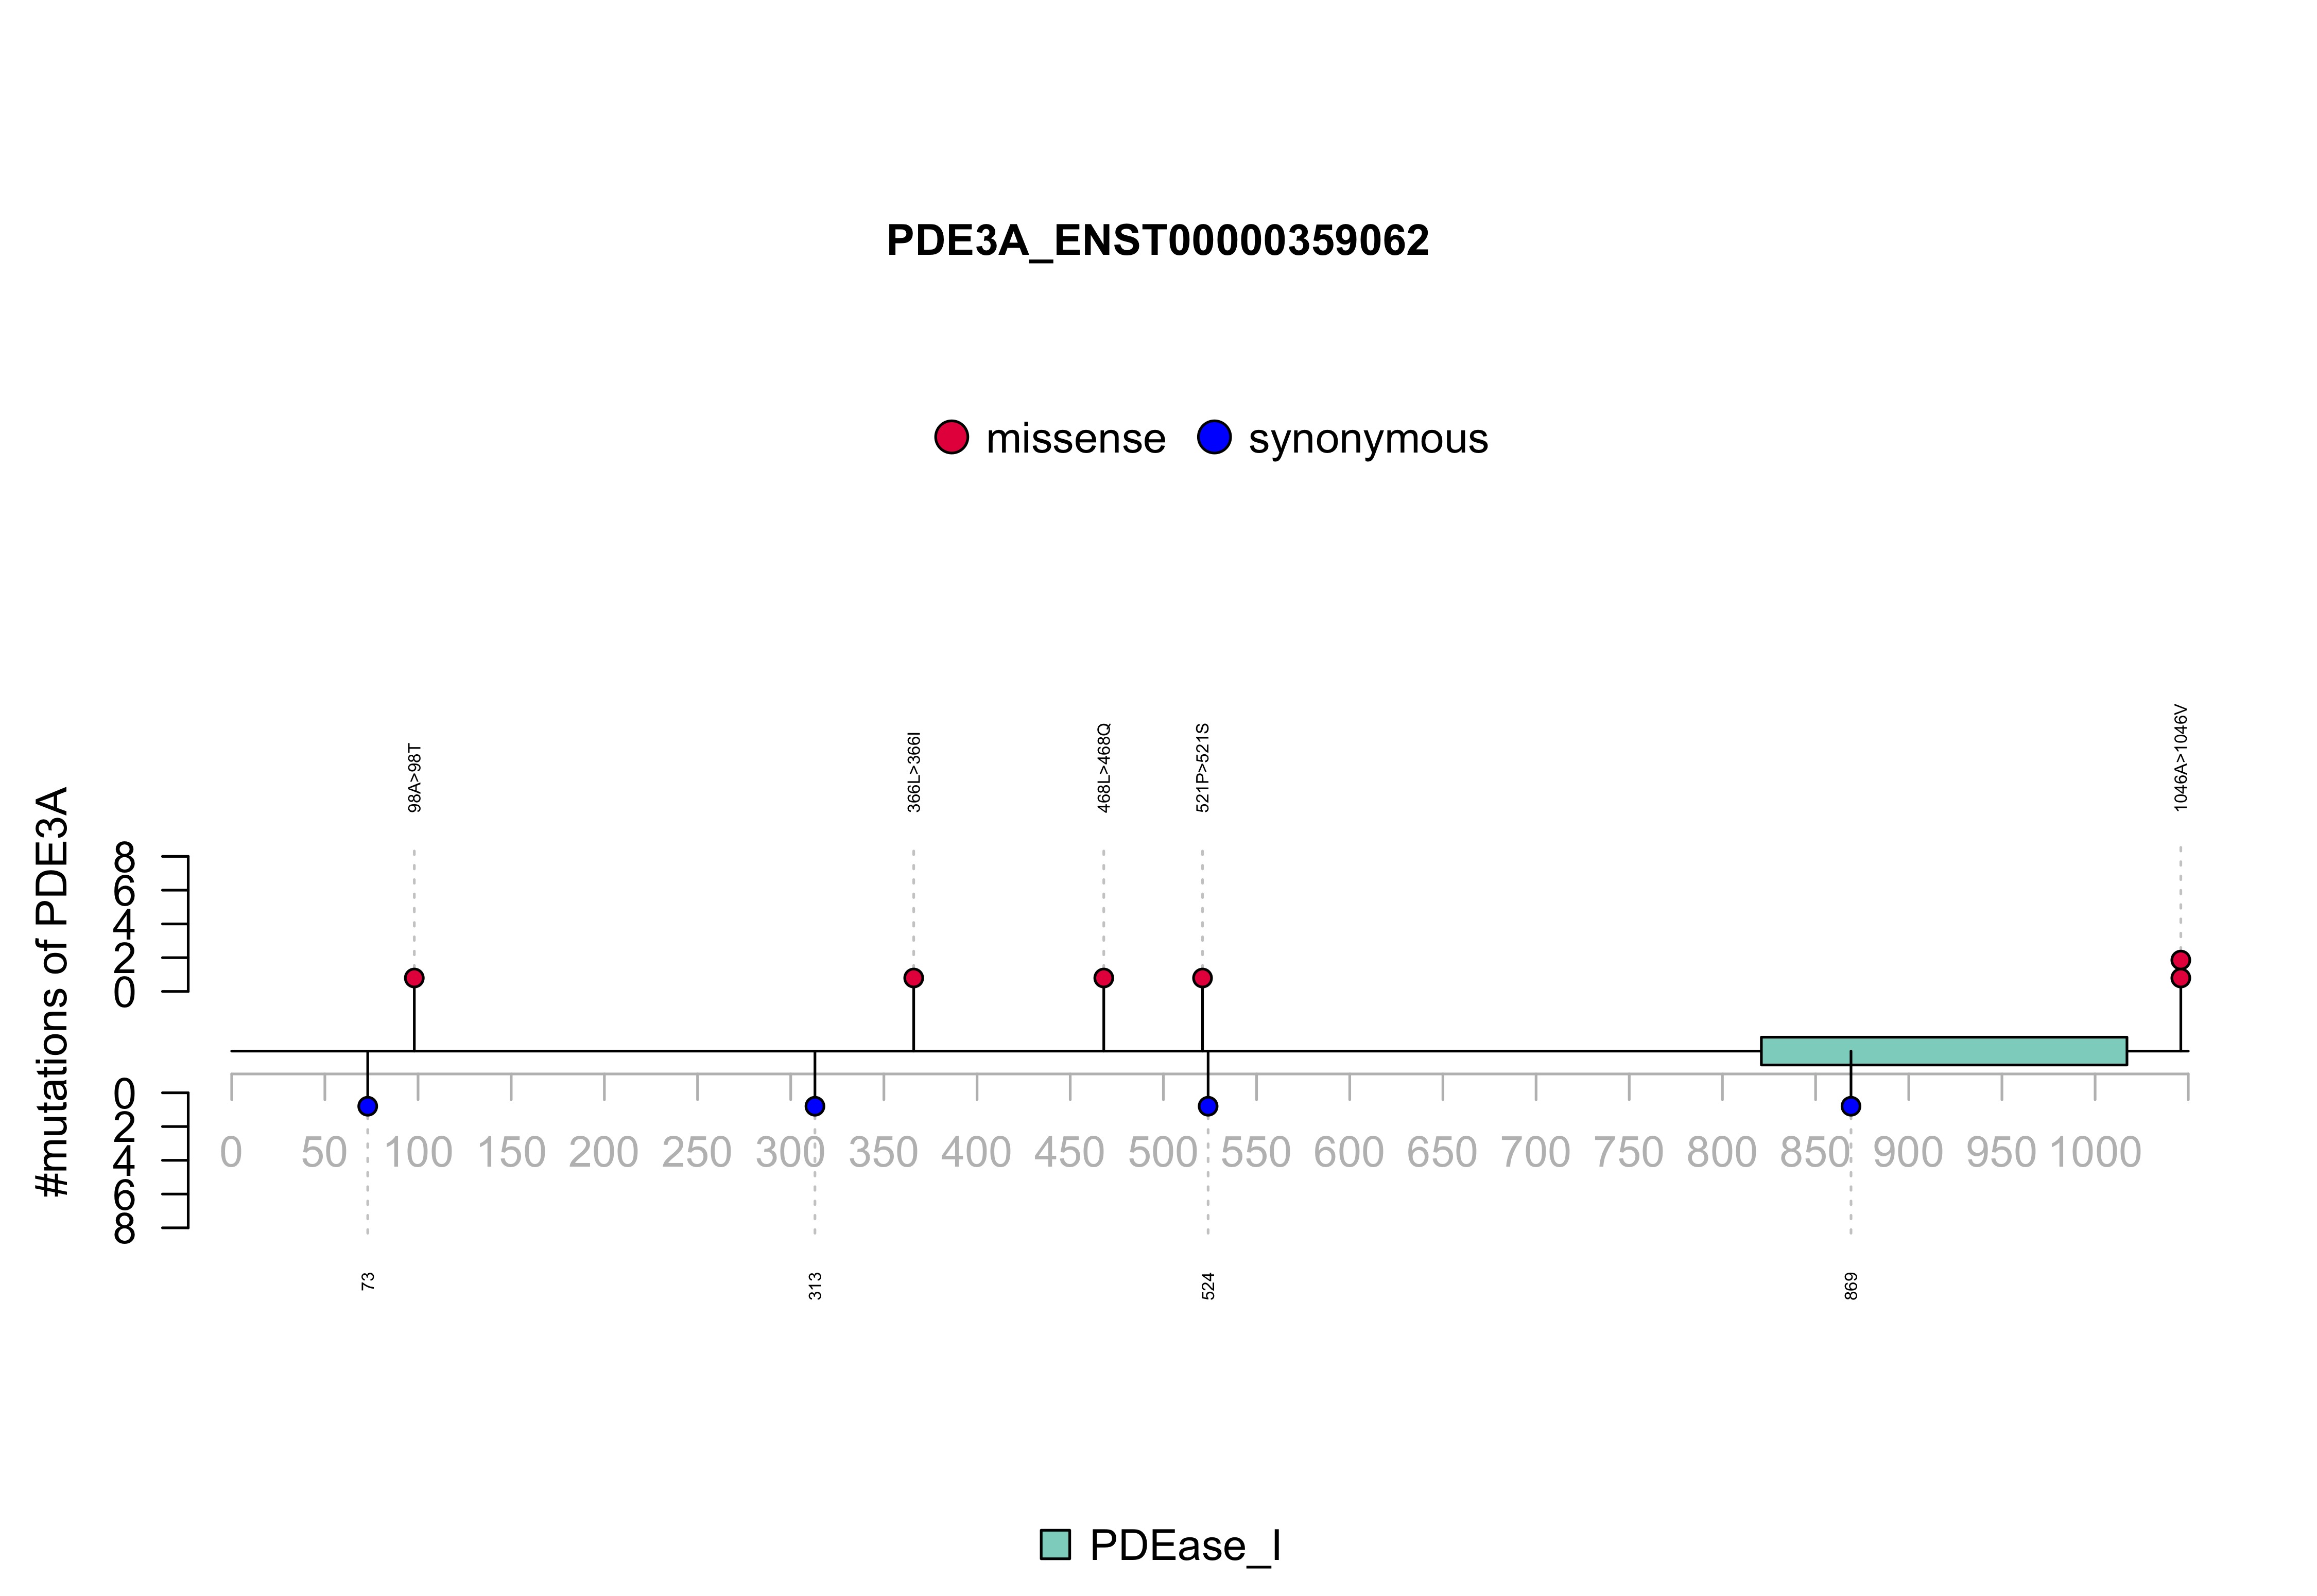 PDE3A_ENST00000359062
missense synonymous
98A>98T
366L>366I
468L>468Q
521P>521S
1046A>1046V
#mutations of PDE3A
8
6
4
2
0
0
2
4
6
8
0 50 100 150 200 250 300 350 400 450 500 550 600 650 700 750 800 850 900 950 1000
73
313
524
869
PDEase_I